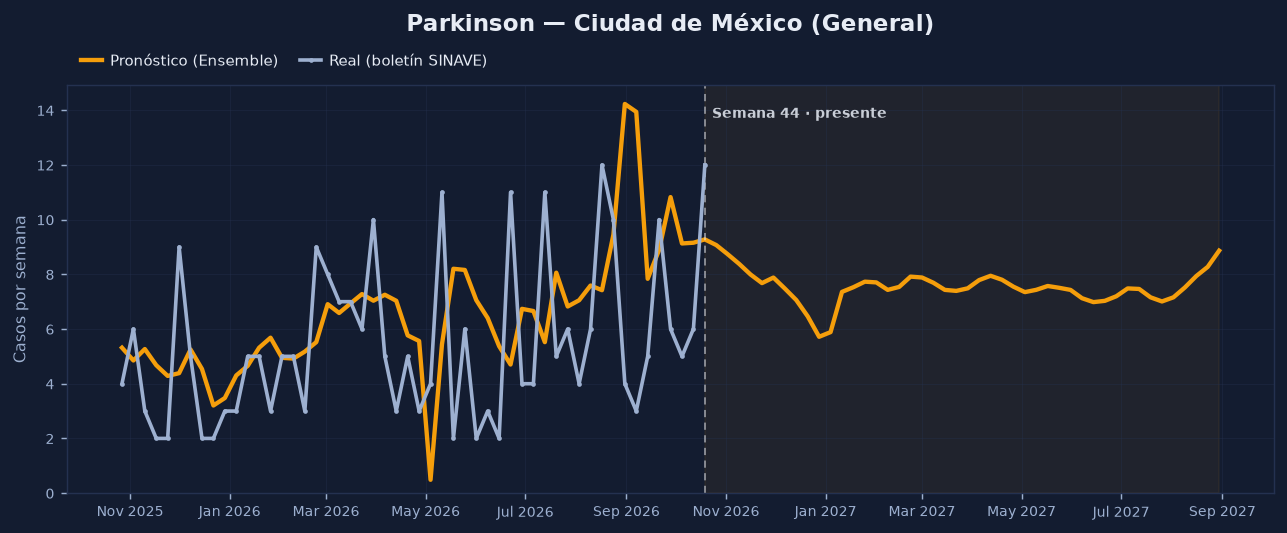 Parkinson — Ciudad de México (General)
Pronóstico (Ensemble)
Real (boletín SINAVE)
Semana 44 · presente
Casos por semana
14
12
10
8
6
4
2
0
Nov 2025
Jan 2026
Mar 2026
May 2026
Jul 2026
Sep 2026
Nov 2026
Jan 2027
Mar 2027
May 2027
Jul 2027
Sep 2027